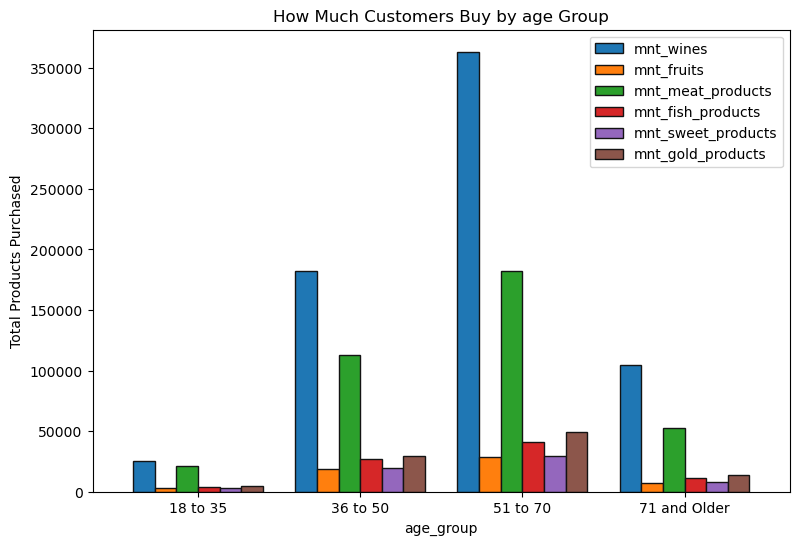 How Much Customers Buy by age Group
mnt_wines
mnt_fruits
mnt_meat_products
mnt_fish_products
mnt_sweet_products
mnt_gold_products
Total Products Purchased
350000
300000
250000
200000
150000
100000
50000
0
18 to 35
36 to 50
51 to 70
71 and Older
age_group